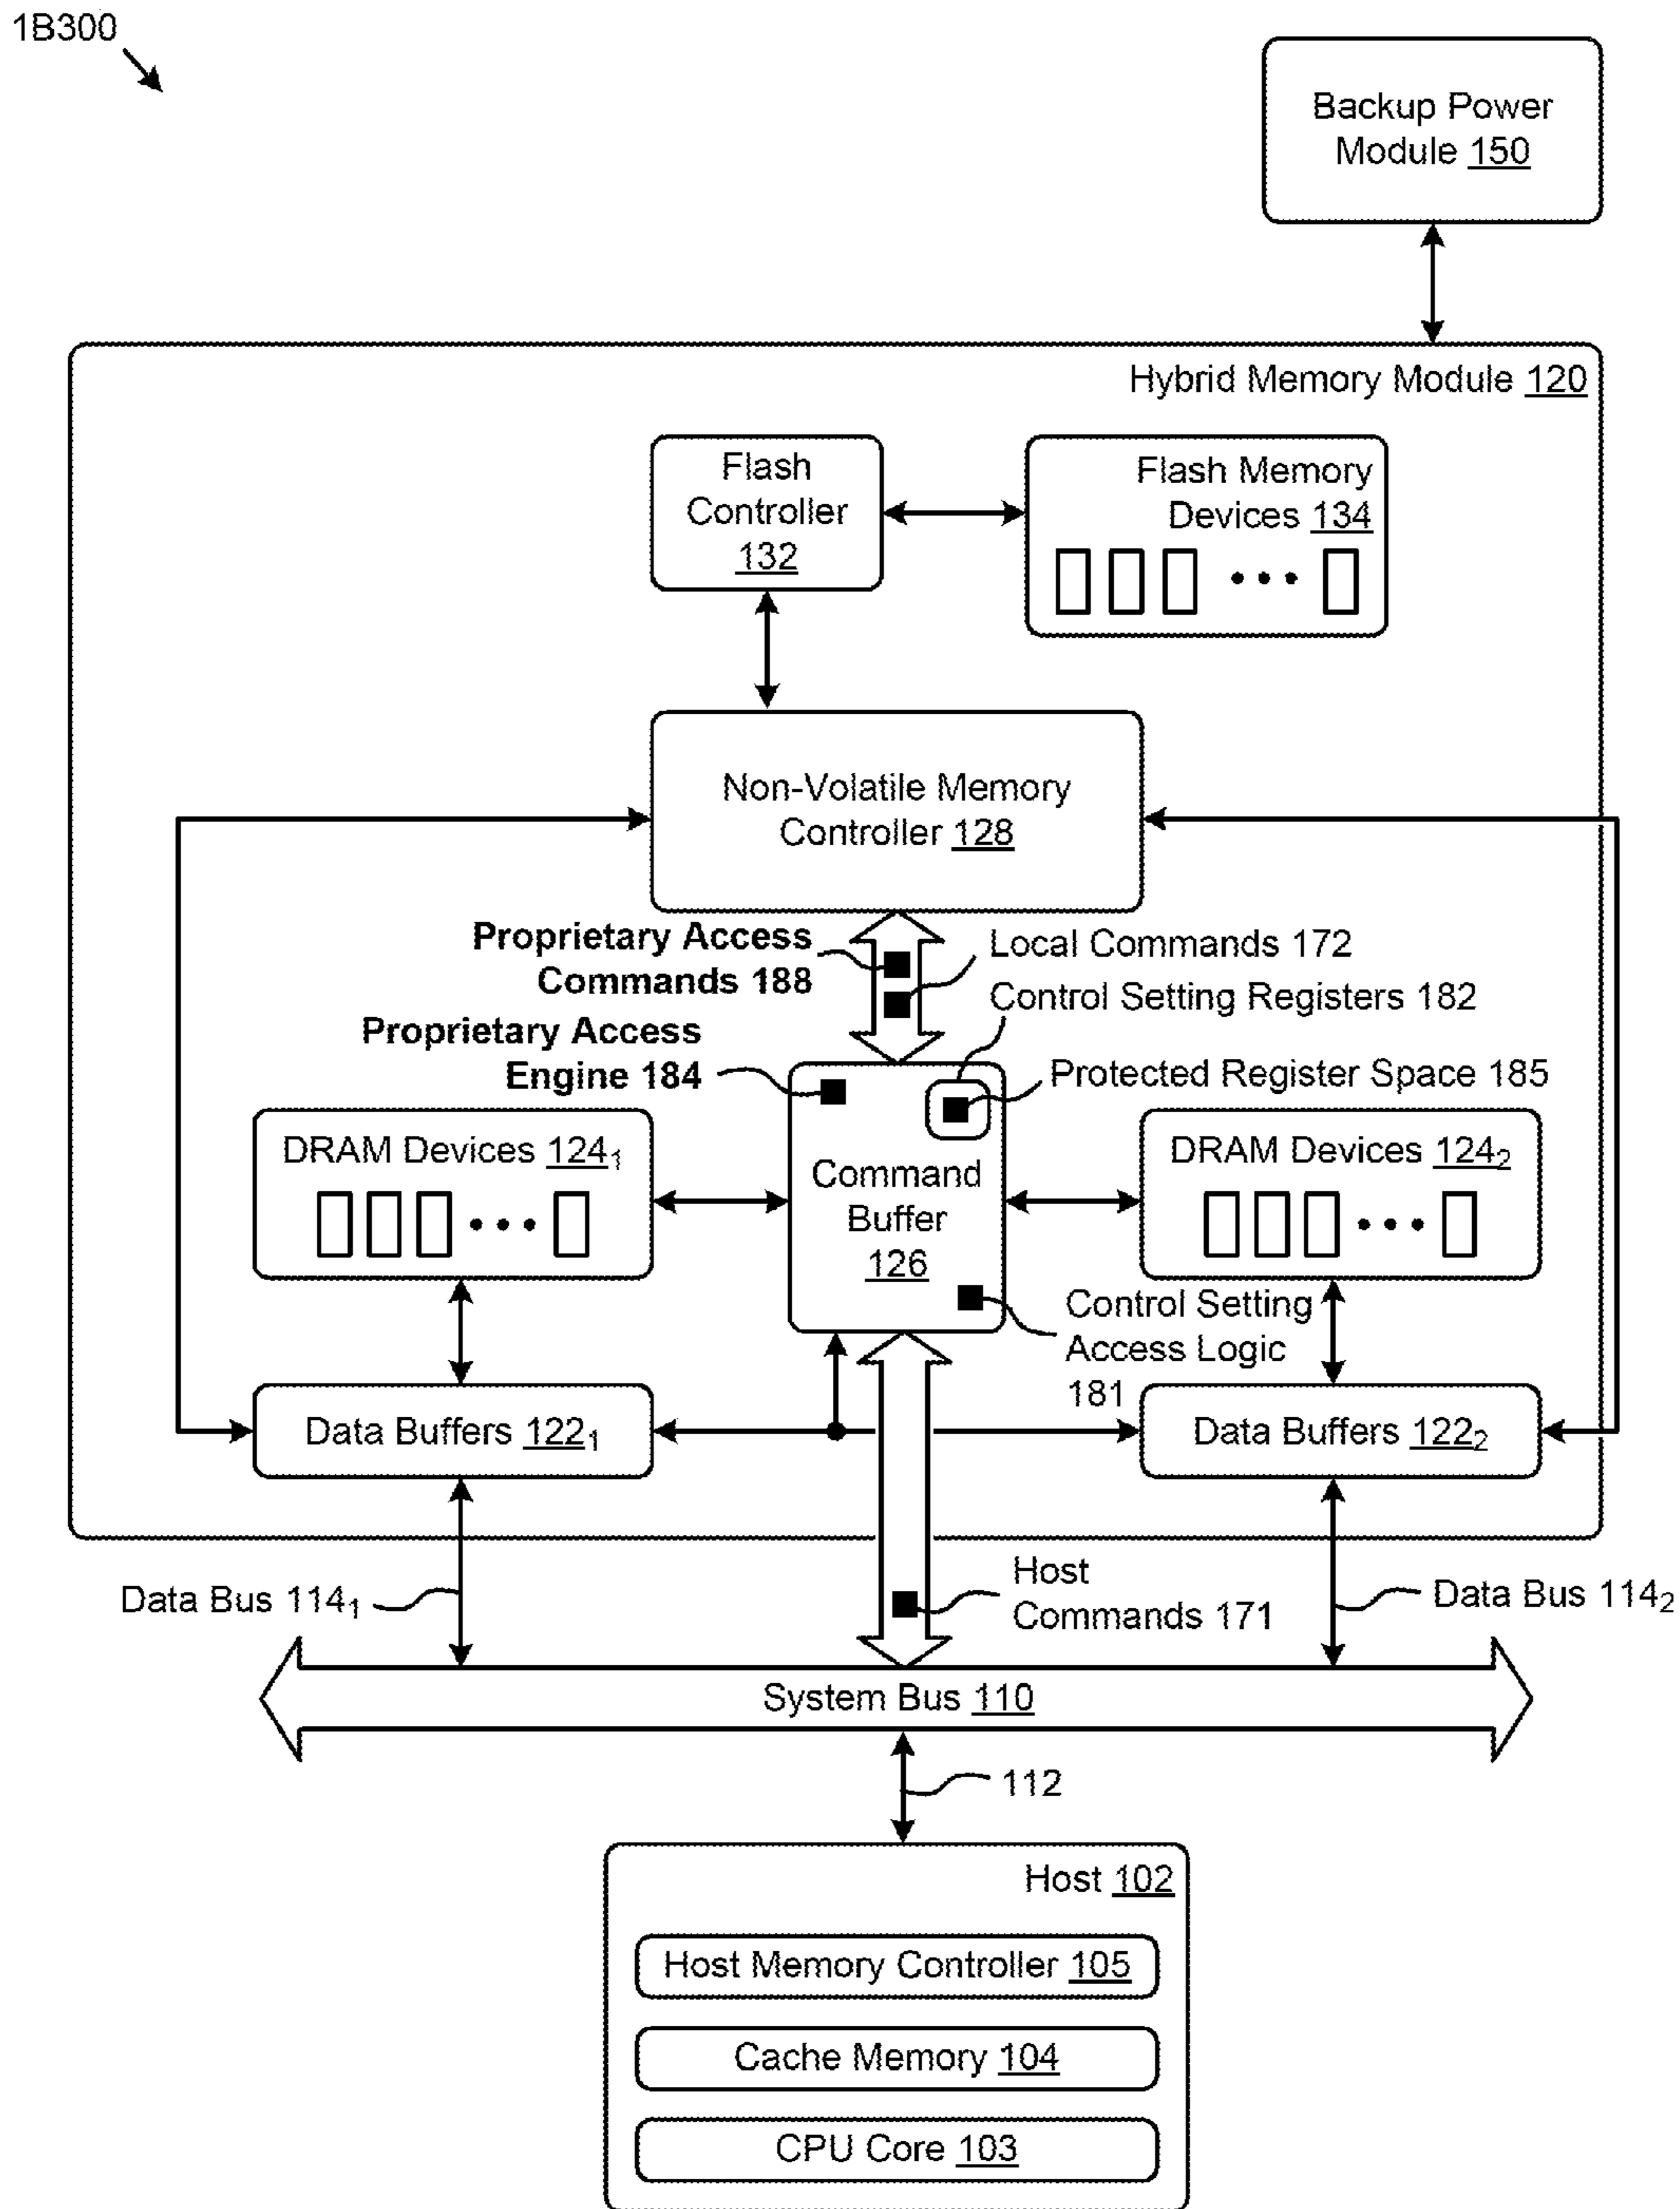 1B300
Backup Power
Module 150
Hybrid Memory Module 120
Flash
Controller
132
Flash Memory
Devices 134
Non-Volatile Memory
Controller 128
Proprietary Access
Commands 188
Local Commands 172
Control Setting Registers 182
Proprietary Access
Engine 184
Protected Register Space 185
DRAM Devices 124₁
Command
Buffer
126
DRAM Devices 124₂
Control Setting
Access Logic
181
Data Buffers 122₁
Data Buffers 122₂
Data Bus 114₁
Host
Commands 171
Data Bus 114₂
System Bus 110
112
Host 102
Host Memory Controller 105
Cache Memory 104
CPU Core 103